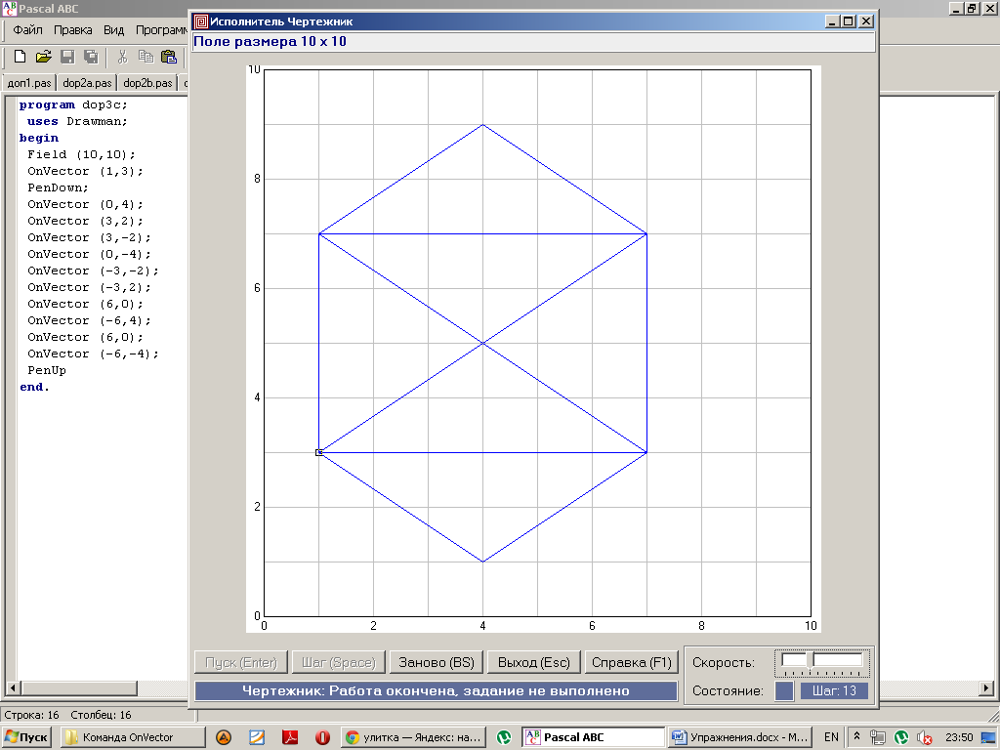 Pascal ABC
Файл Правка Вид Програм
доп1.pas dop2a.pas dop2b.pas
program dop3c;
uses Drawman;
begin
Field (10,10);
OnVector (1,3);
PenDown;
OnVector (0,4);
OnVector (3,2);
OnVector (3,-2);
OnVector (0,-4);
OnVector (-3,-2);
OnVector (-3,2);
OnVector (6,0);
OnVector (-6,4);
OnVector (6,0);
OnVector (-6,-4);
PenUp
end.
Исполнитель Чертежник
Поле размера 10 x 10
10
8
6
4
2
0
0 2 4 6 8 10
Пуск (Enter) Шаг (Space) Заново (BS) Выход (Esc) Справка (F1)
Скорость:
Чертежник: Работа окончена, задание не выполнено
Состояние: Шаг: 13
Строка: 16 Столбец: 16
Пуск Команда OnVector улитка — Яндекс: на... Pascal ABC Упражнения.docx - M... EN 23:50